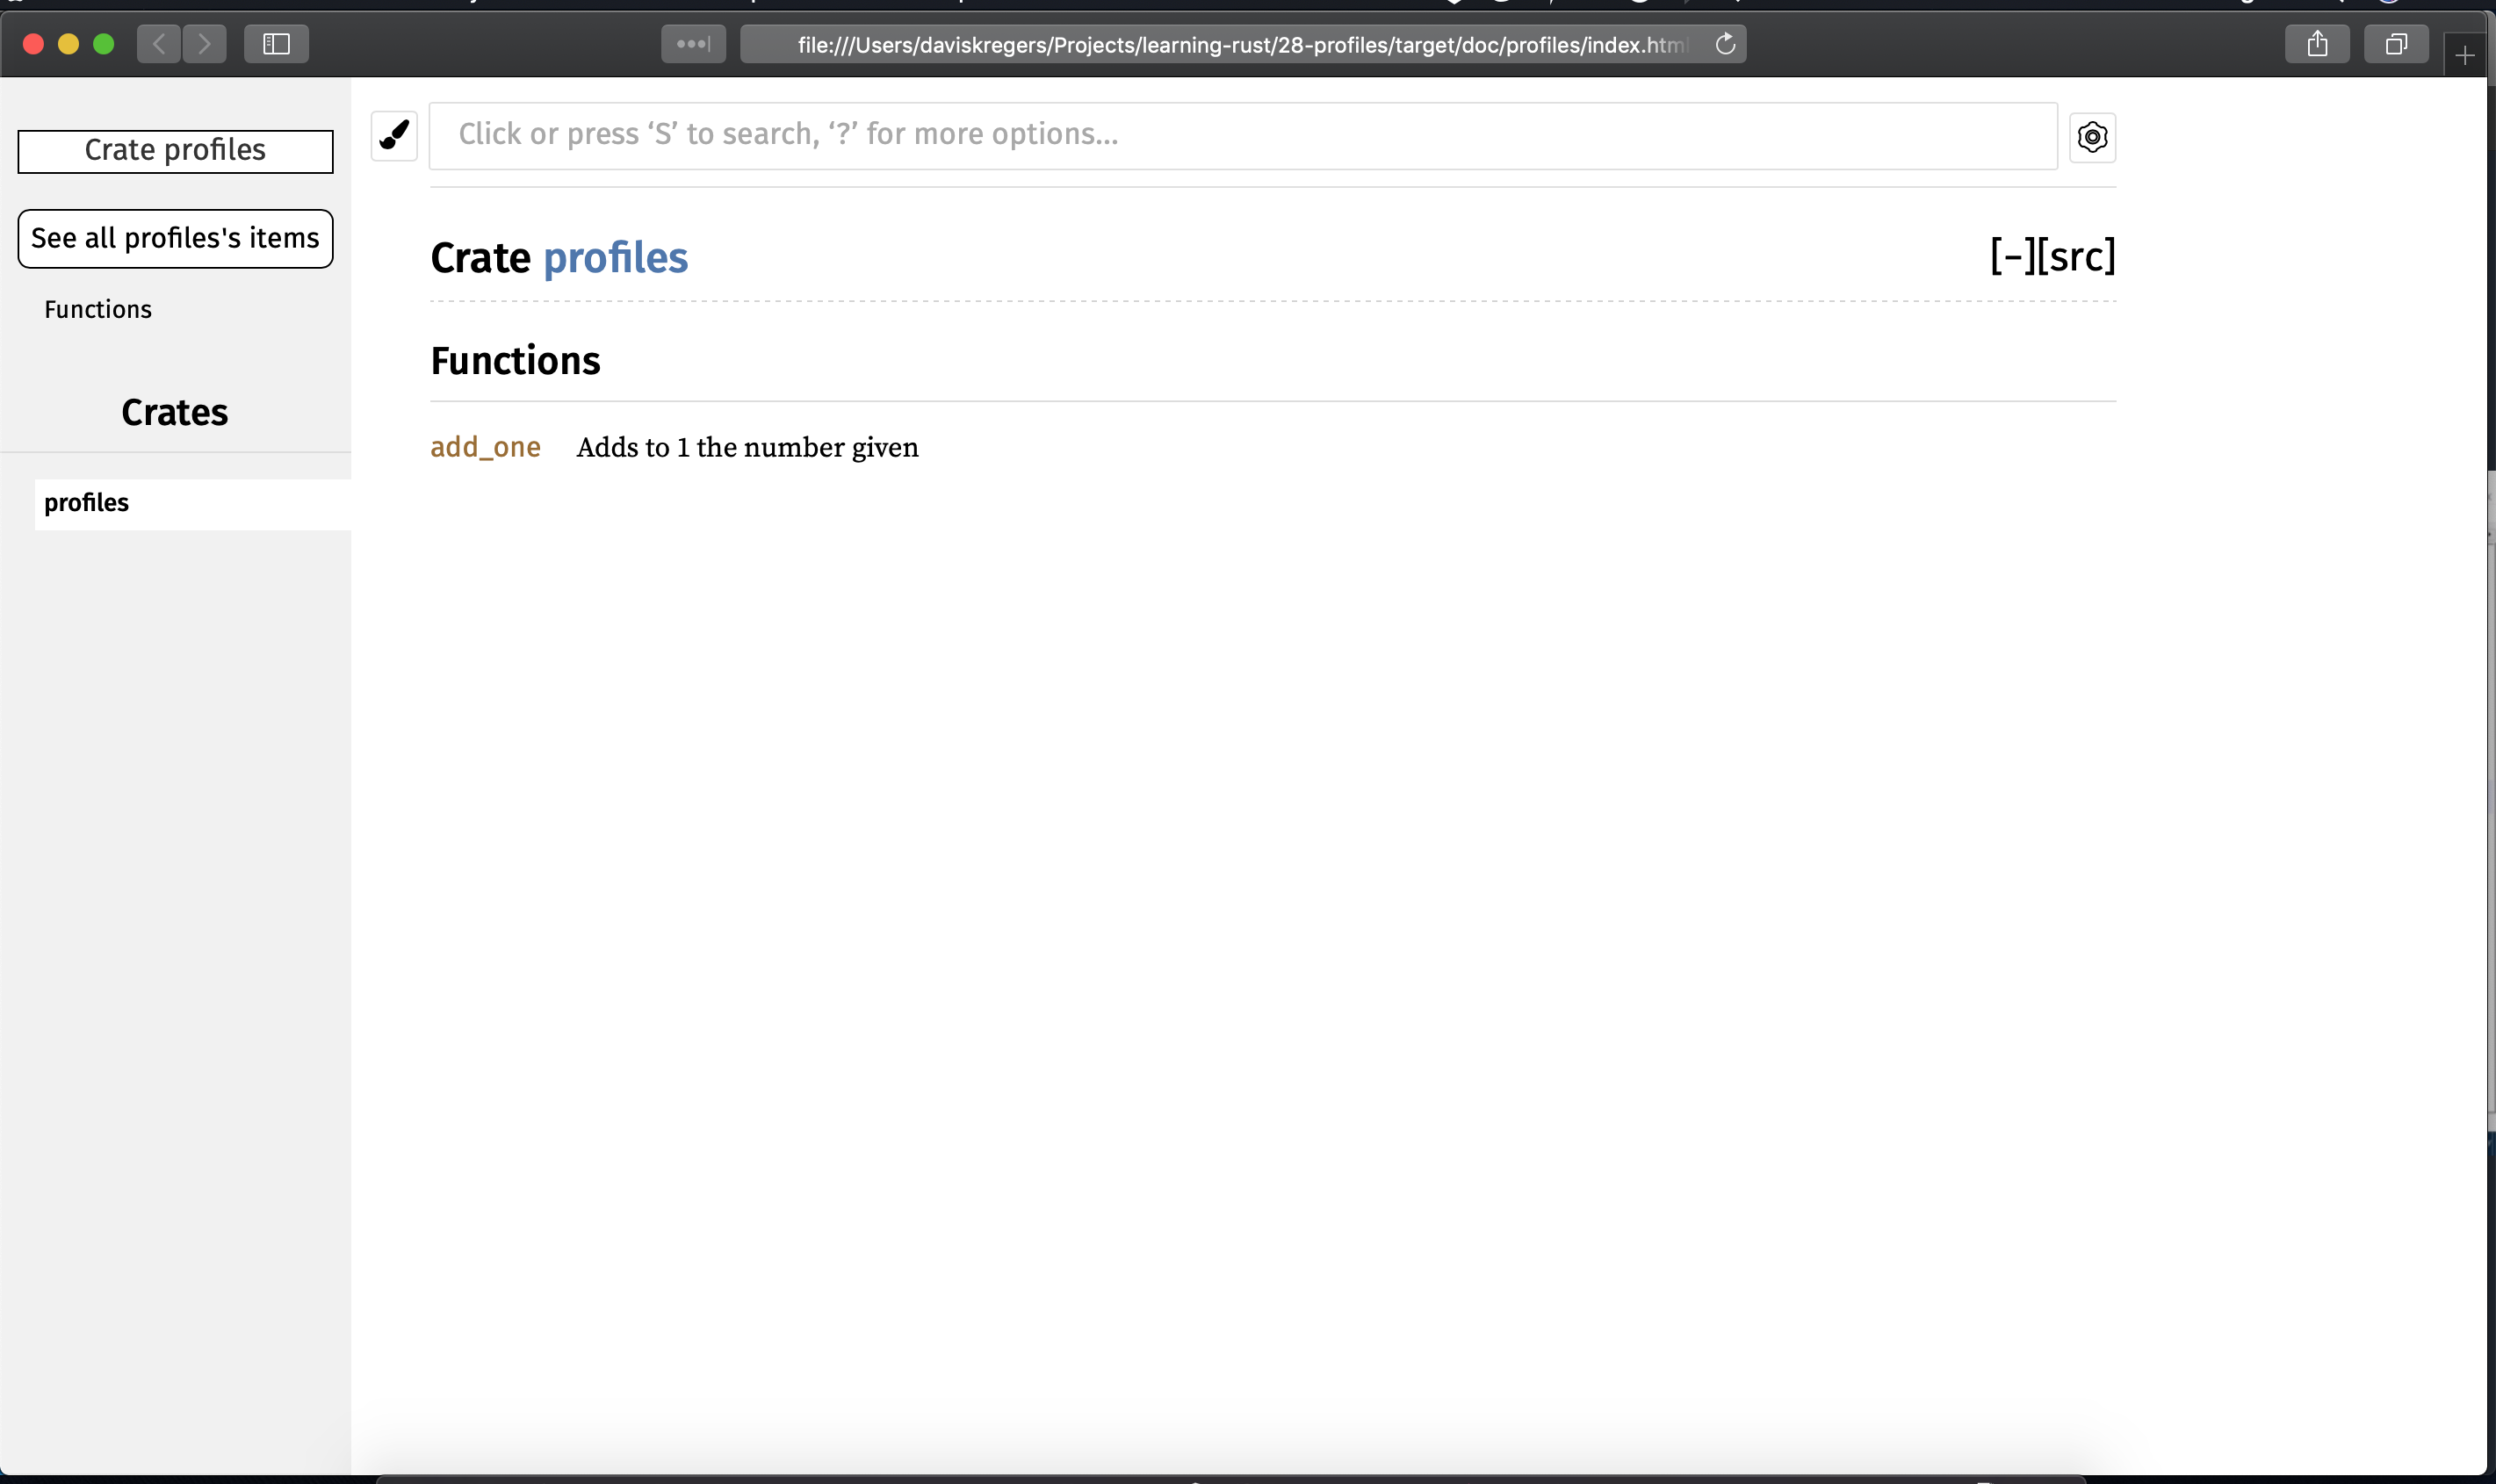 file:///Users/daviskregers/Projects/learning-rust/28-profiles/target/doc/profiles/index.html
Crate profiles
See all profiles's items
Functions
Crates
profiles
Click or press ‘S’ to search, ‘?’ for more options…
Crate profiles
[-][src]
Functions
add_one Adds to 1 the number given